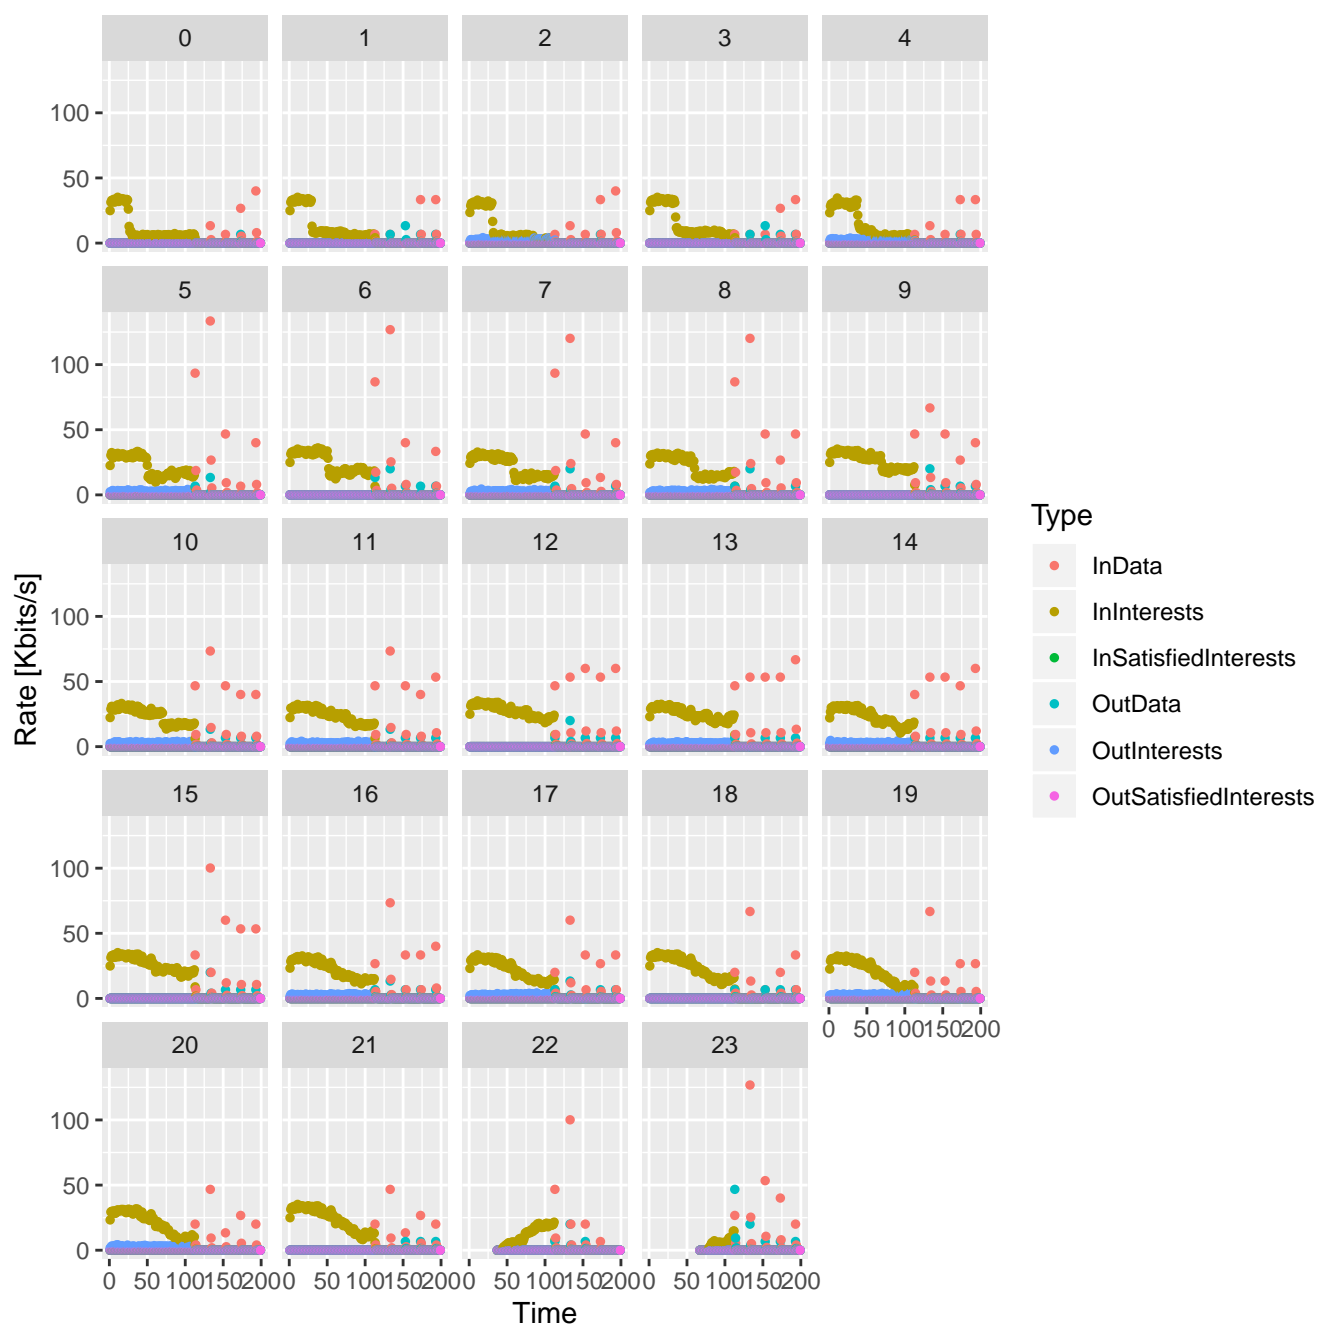 0 1 2 3 4
100
50
0
5 6 7 8 9
100
50
0
10 11 12 13 14
100
50
0
15 16 17 18 19
100
50
0
0 50 100 150 200
20 21 22 23
100
50
0
0 50 100 150 200 0 50 100 150 200 0 50 100 150 200 0 50 100 150 200
Time
Rate [Kbits/s]
Type
InData
InInterests
InSatisfiedInterests
OutData
OutInterests
OutSatisfiedInterests